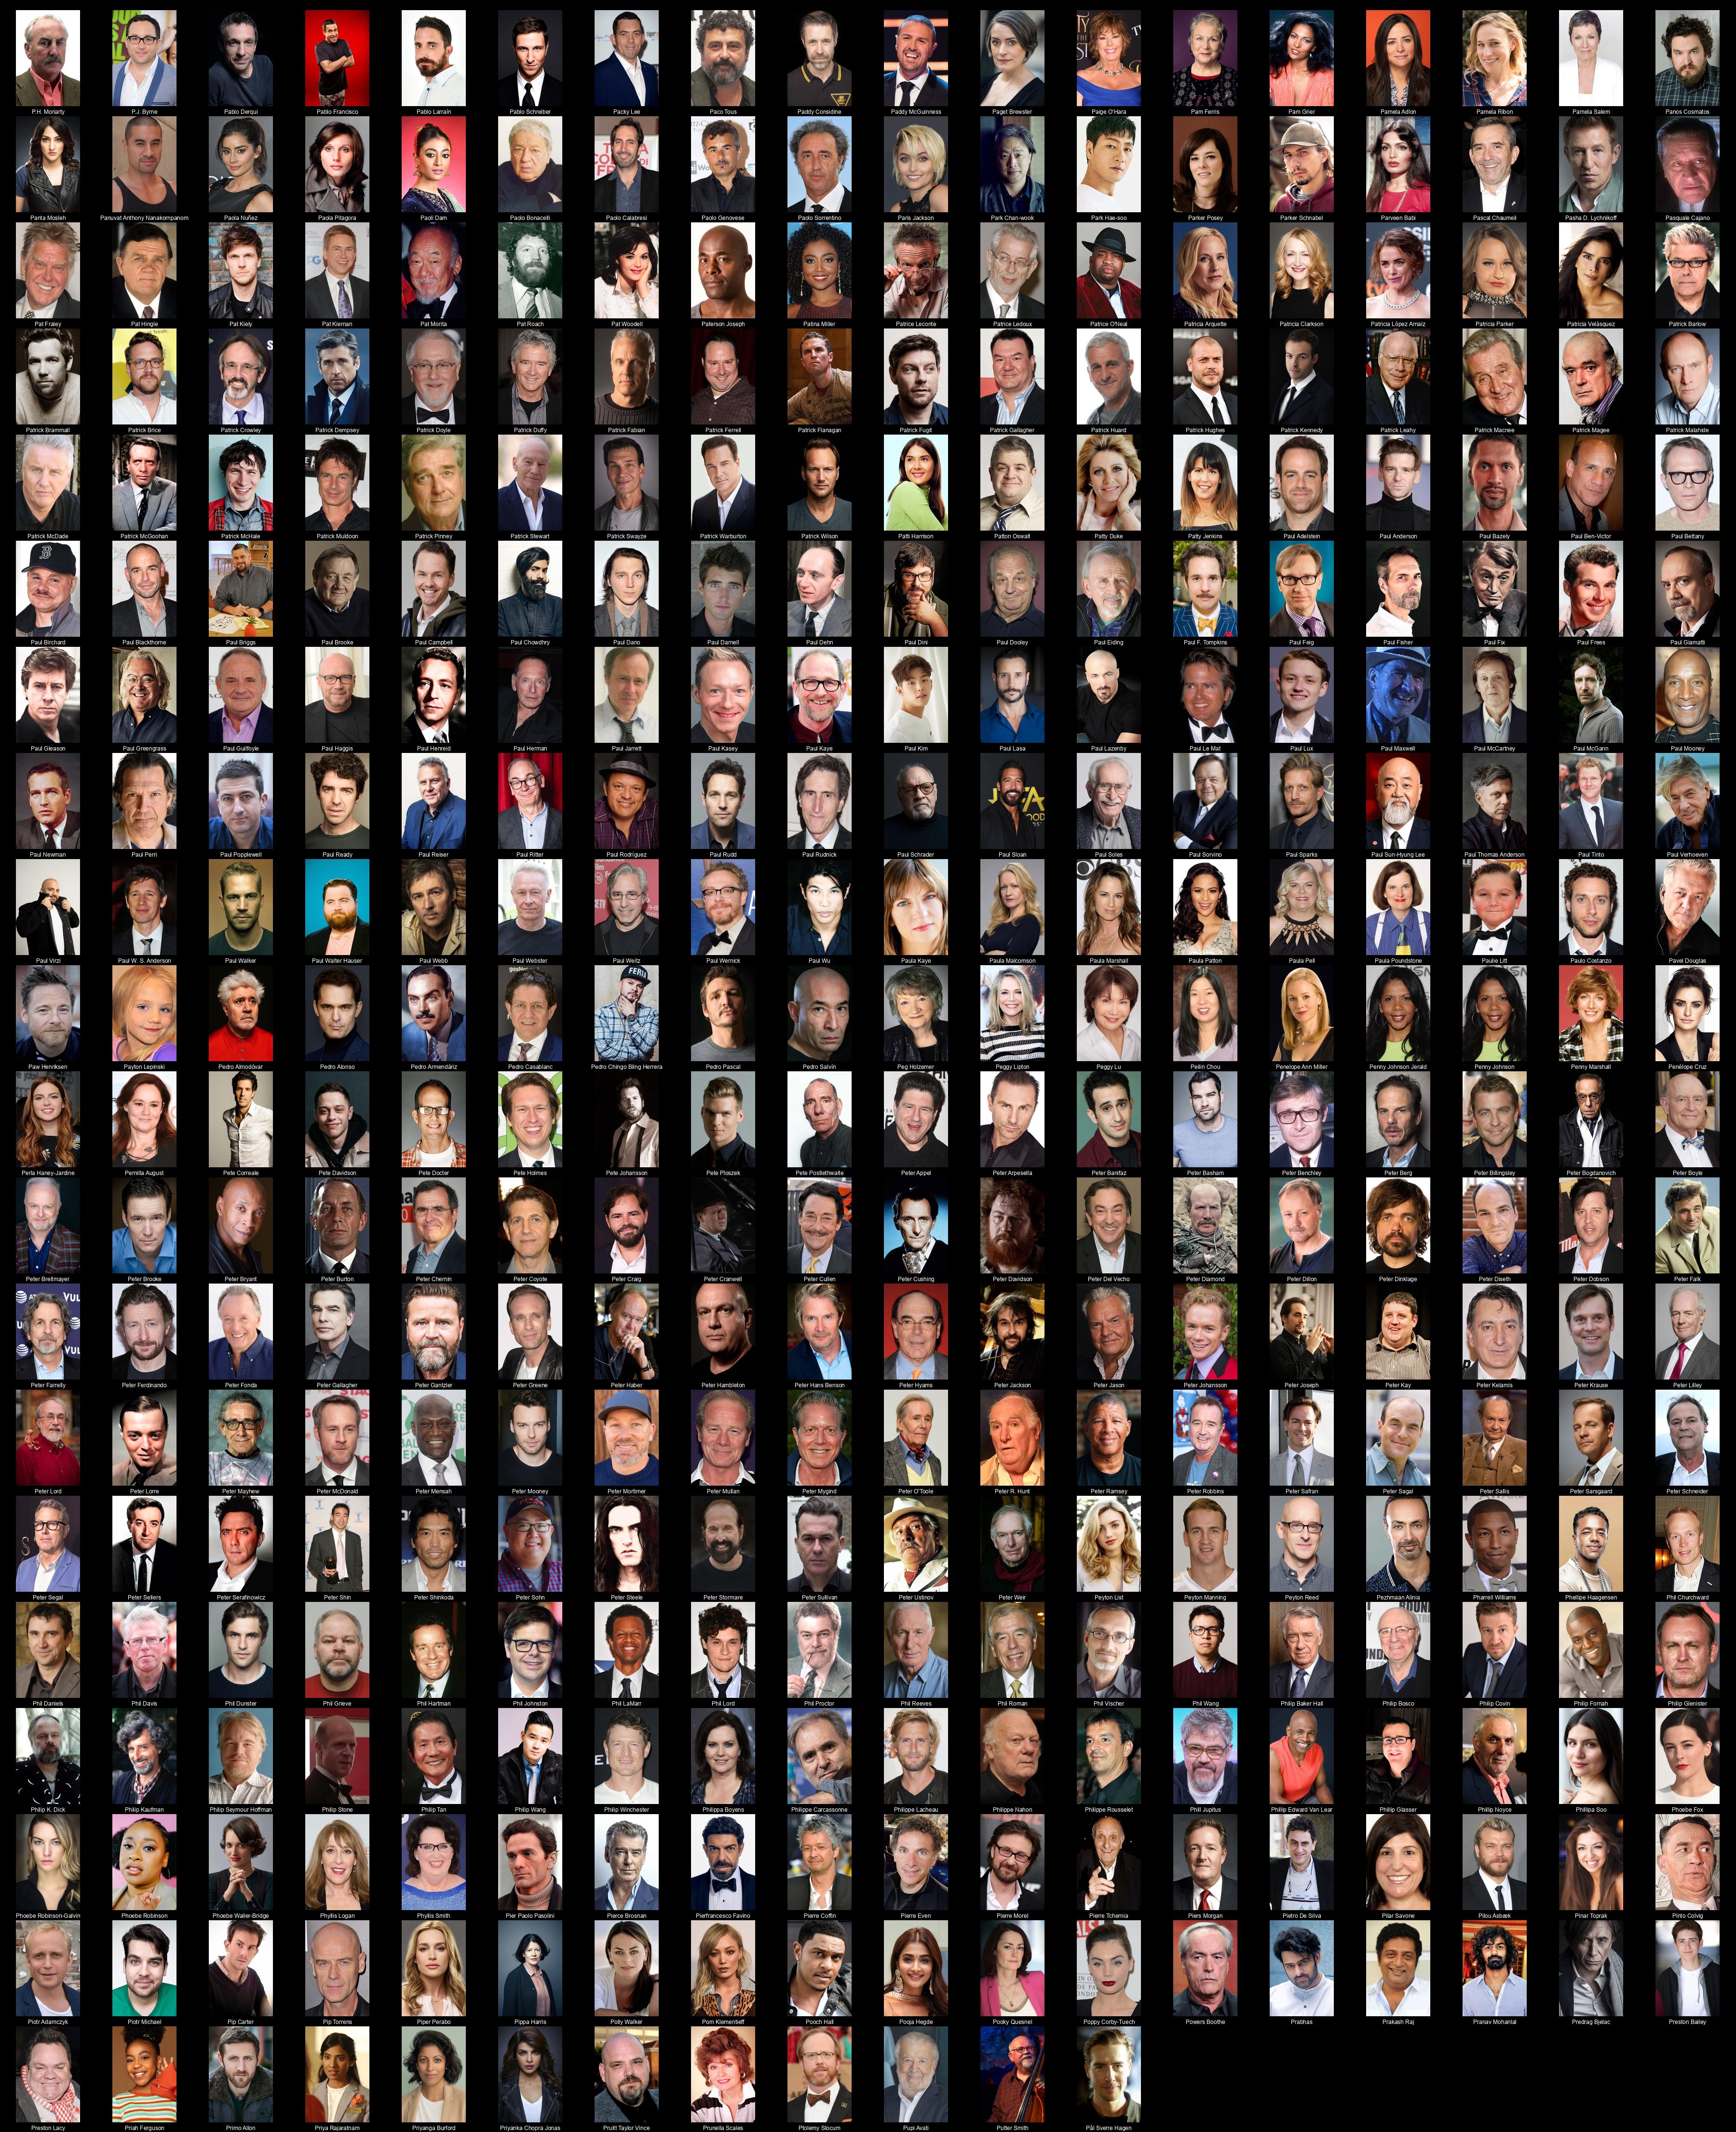 P.H. Moriarty P.J. Byrne Pablo Derqui Pablo Francisco Pablo Larraín Pablo Schreiber Packy Lee Paco Tous Paddy Considine Paddy McGuinness Paget Brewster Paige O'Hara Pam Ferris Pam Grier Pamela Adlon Pamela Ribon Pamela Salem Panos Cosmatos
Panta Mosleh Panuvat Anthony Nanakornpanom Paola Nuñez Paola Pitagora Paoli Dam Paolo Bonacelli Paolo Calabresi Paolo Genovese Paolo Sorrentino Paris Jackson Park Chan-wook Park Hae-soo Parker Posey Parker Schnabel Parveen Babi Pascal Chaumeil Pasha D. Lychnikoff Pasquale Cajano
Pat Fraley Pat Hingle Pat Kiely Pat Kiernan Pat Morita Pat Roach Pat Woodell Paterson Joseph Patina Miller Patrice Leconte Patrice Ledoux Patrice O'Neal Patricia Arquette Patricia Clarkson Patricia López Arnaiz Patricia Parker Patricia Velásquez Patrick Barlow
Patrick Brammall Patrick Brice Patrick Crowley Patrick Dempsey Patrick Doyle Patrick Duffy Patrick Fabian Patrick Ferrell Patrick Flanagan Patrick Fugit Patrick Gallagher Patrick Huard Patrick Hughes Patrick Kennedy Patrick Leahy Patrick Macnee Patrick Magee Patrick Malahide
Patrick McDade Patrick McGoohan Patrick McHale Patrick Muldoon Patrick Pinney Patrick Stewart Patrick Swayze Patrick Warburton Patrick Wilson Patti Harrison Patton Oswalt Patty Duke Patty Jenkins Paul Adelstein Paul Anderson Paul Bazely Paul Ben-Victor Paul Bettany
Paul Birchard Paul Blackthorne Paul Briggs Paul Brooke Paul Campbell Paul Chowdhry Paul Dano Paul Darnell Paul Dehn Paul Dini Paul Dooley Paul Eiding Paul F. Tompkins Paul Feig Paul Fisher Paul Fix Paul Frees Paul Giamatti
Paul Gleason Paul Greengrass Paul Guilfoyle Paul Haggis Paul Henreid Paul Herman Paul Jarrett Paul Kasey Paul Kaye Paul Kim Paul Lasa Paul Lazenby Paul Le Mat Paul Lux Paul Maxwell Paul McCartney Paul McGann Paul Mooney
Paul Newman Paul Perri Paul Popplewell Paul Ready Paul Reiser Paul Ritter Paul Rodríguez Paul Rudd Paul Rudnick Paul Schrader Paul Sloan Paul Soles Paul Sorvino Paul Sparks Paul Sun-Hyung Lee Paul Thomas Anderson Paul Tinto Paul Verhoeven
Paul Virzi Paul W. S. Anderson Paul Walker Paul Walter Hauser Paul Webb Paul Webster Paul Weitz Paul Wernick Paul Wu Paula Kaye Paula Malcomson Paula Marshall Paula Patton Paula Pell Paula Poundstone Paulie Litt Paulo Costanzo Pavel Douglas
Paw Henriksen Payton Lepinski Pedro Almodóvar Pedro Alonso Pedro Armendáriz Pedro Casablanc Pedro Chingo Bling Herrera Pedro Pascal Pedro Salvín Peg Holzemer Peggy Lipton Peggy Lu Peilin Chou Penelope Ann Miller Penny Johnson Jerald Penny Johnson Penny Marshall Penélope Cruz
Perla Haney-Jardine Pernilla August Pete Correale Pete Davidson Pete Docter Pete Holmes Pete Johansson Pete Ploszek Pete Postlethwaite Peter Appel Peter Arpesella Peter Banifaz Peter Basham Peter Benchley Peter Berg Peter Billingsley Peter Bogdanovich Peter Boyle
Peter Breitmayer Peter Brooke Peter Bryant Peter Burton Peter Chernin Peter Coyote Peter Craig Peter Cranwell Peter Cullen Peter Cushing Peter Davidson Peter Del Vecho Peter Diamond Peter Dillon Peter Dinklage Peter Diseth Peter Dobson Peter Falk
Peter Farrelly Peter Ferdinando Peter Fonda Peter Gallagher Peter Gantzler Peter Greene Peter Haber Peter Hambleton Peter Hans Benson Peter Hyams Peter Jackson Peter Jason Peter Johansson Peter Joseph Peter Kay Peter Kelamis Peter Krause Peter Lilley
Peter Lord Peter Lorre Peter Mayhew Peter McDonald Peter Mensah Peter Mooney Peter Mortimer Peter Mullan Peter Mygind Peter O'Toole Peter R. Hunt Peter Ramsey Peter Robbins Peter Safran Peter Sagal Peter Sallis Peter Sarsgaard Peter Schneider
Peter Segal Peter Sellers Peter Serafinowicz Peter Shin Peter Shinkoda Peter Sohn Peter Steele Peter Stormare Peter Sullivan Peter Ustinov Peter Weir Peyton List Peyton Manning Peyton Reed Pezhmaan Alinia Pharrell Williams Phellipe Haagensen Phil Churchward
Phil Daniels Phil Davis Phil Dunster Phil Grieve Phil Hartman Phil Johnston Phil LaMarr Phil Lord Phil Proctor Phil Reeves Phil Roman Phil Vischer Phil Wang Philip Baker Hall Philip Bosco Philip Covin Philip Fornah Philip Glenister
Philip K. Dick Philip Kaufman Philip Seymour Hoffman Philip Stone Philip Tan Philip Wang Philip Winchester Philippa Boyens Philippe Carcassonne Philippe Lacheau Philippe Nahon Philippe Rousselet Phill Jupitus Phillip Edward Van Lear Phillip Glasser Phillip Noyce Phillipa Soo Phoebe Fox
Phoebe Robinson-Galvin Phoebe Robinson Phoebe Waller-Bridge Phyllis Logan Phyllis Smith Pier Paolo Pasolini Pierce Brosnan Pierfrancesco Favino Pierre Coffin Pierre Even Pierre Morel Pierre Tchernia Piers Morgan Pietro De Silva Pilar Savone Pilou Asbæk Pinar Toprak Pinto Colvig
Piotr Adamczyk Piotr Michael Pip Carter Pip Torrens Piper Perabo Pippa Harris Polly Walker Pom Klementieff Pooch Hall Pooja Hegde Pooky Quesnel Poppy Corby-Tuech Powers Boothe Prabhas Prakash Raj Pranav Mohanlal Predrag Bjelac Preston Bailey
Preston Lacy Priah Ferguson Primo Allon Priya Rajaratnam Priyanga Burford Priyanka Chopra Jonas Pruitt Taylor Vince Prunella Scales Ptolemy Slocum Pupi Avati Putter Smith Pål Sverre Hagen